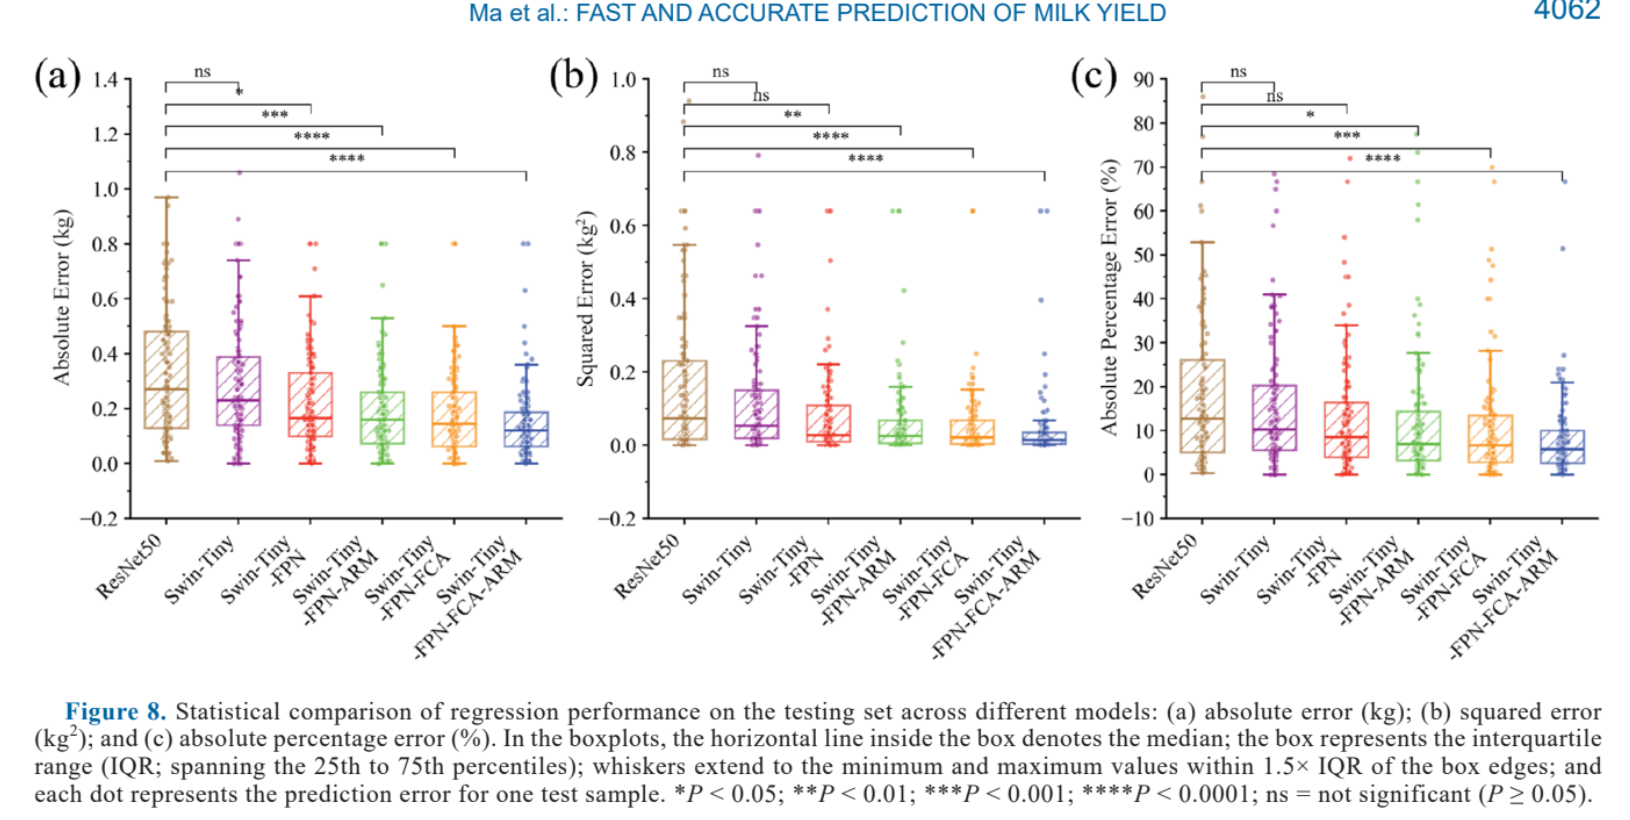 Ma et al.: FAST AND ACCURATE PREDICTION OF MILK YIELD
4062
(a)
Absolute Error (kg)
1.4
1.2
1.0
0.8
0.6
0.4
0.2
0.0
−0.2
ns
*
***
****
****
ResNet50
Swin-Tiny
Swin-Tiny
-FPN
Swin-Tiny
-FPN-ARM
Swin-Tiny
-FPN-FCA
Swin-Tiny
-FPN-FCA-ARM
(b)
Squared Error (kg²)
1.0
0.8
0.6
0.4
0.2
0.0
−0.2
ns
ns
**
****
****
ResNet50
Swin-Tiny
Swin-Tiny
-FPN
Swin-Tiny
-FPN-ARM
Swin-Tiny
-FPN-FCA
Swin-Tiny
-FPN-FCA-ARM
(c)
Absolute Percentage Error (%)
90
80
70
60
50
40
30
20
10
0
−10
ns
ns
*
***
****
ResNet50
Swin-Tiny
Swin-Tiny
-FPN
Swin-Tiny
-FPN-ARM
Swin-Tiny
-FPN-FCA
Swin-Tiny
-FPN-FCA-ARM
Figure 8. Statistical comparison of regression performance on the testing set across different models: (a) absolute error (kg); (b) squared error
(kg²); and (c) absolute percentage error (%). In the boxplots, the horizontal line inside the box denotes the median; the box represents the interquartile
range (IQR; spanning the 25th to 75th percentiles); whiskers extend to the minimum and maximum values within 1.5× IQR of the box edges; and
each dot represents the prediction error for one test sample. *P < 0.05; **P < 0.01; ***P < 0.001; ****P < 0.0001; ns = not significant (P ≥ 0.05).